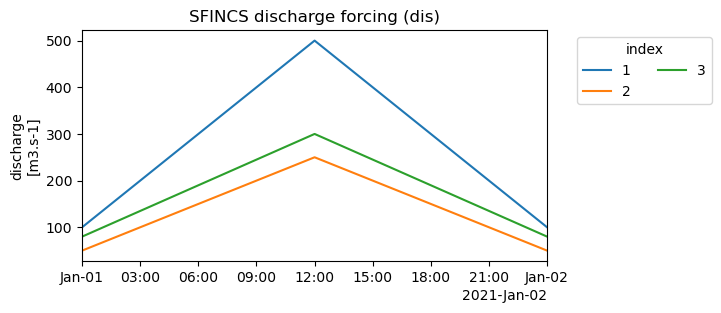 SFINCS discharge forcing (dis)
discharge
[m3.s-1]
500
400
300
200
100
Jan-01 03:00 06:00 09:00 12:00 15:00 18:00 21:00 Jan-02
2021-Jan-02
index
1 3
2